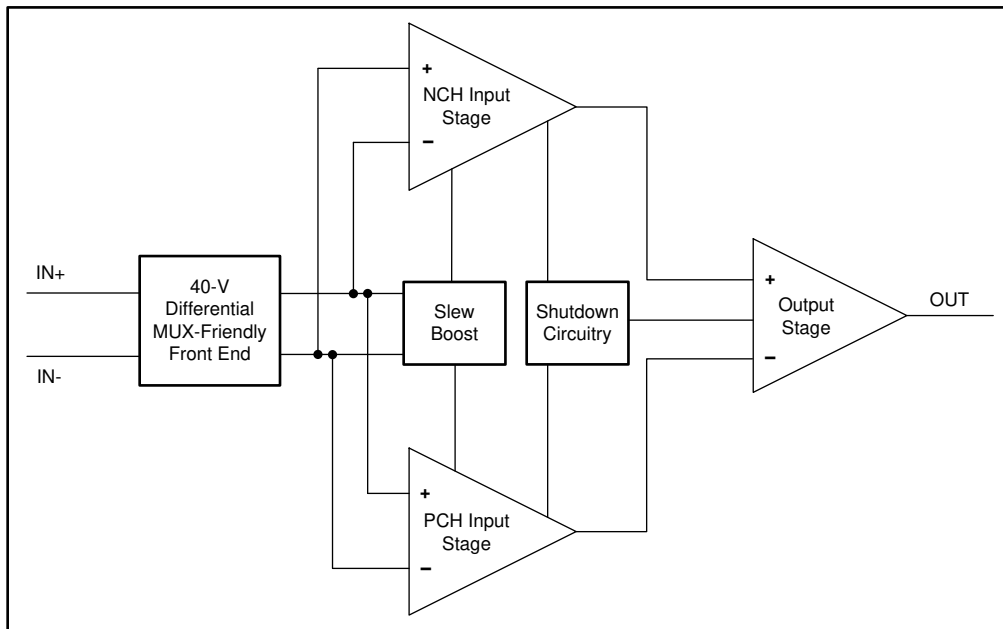 +
NCH Input
Stage
−
IN+
40-V
Differential
MUX-Friendly
Front End
IN-
Slew
Boost
Shutdown
Circuitry
+
Output
Stage
−
OUT
+
PCH Input
Stage
−